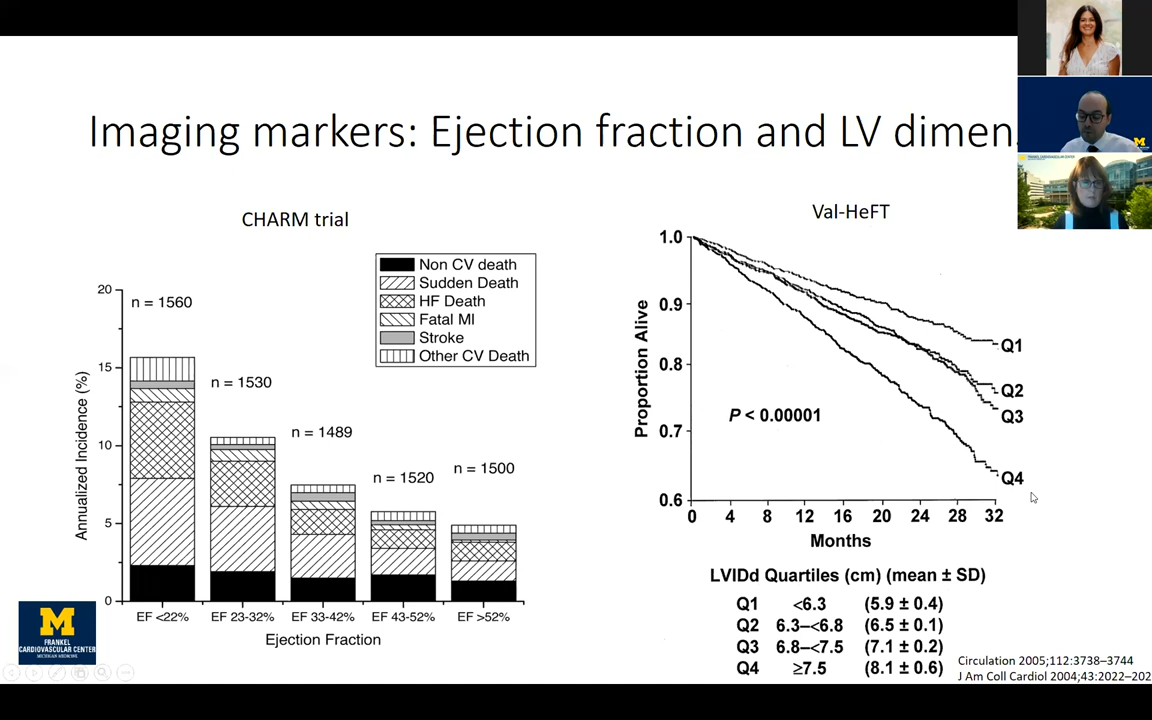 Imaging markers: Ejection fraction and LV dimen
CHARM trial
Non CV death
Sudden Death
HF Death
Fatal MI
Stroke
Other CV Death
Annualized Incidence (%)
20
15
10
5
0
n = 1560
n = 1530
n = 1489
n = 1520
n = 1500
EF <22%
EF 23-32%
EF 33-42%
EF 43-52%
EF >52%
Ejection Fraction
Val-HeFT
Proportion Alive
1.0
0.9
0.8
0.7
0.6
P < 0.00001
Q1
Q2
Q3
Q4
0 4 8 12 16 20 24 28 32
Months
LVIDd Quartiles (cm) (mean ± SD)
Q1 <6.3 (5.9 ± 0.4)
Q2 6.3–<6.8 (6.5 ± 0.1)
Q3 6.8–<7.5 (7.1 ± 0.2)
Q4 ≥7.5 (8.1 ± 0.6)
Circulation 2005;112:3738–3744
J Am Coll Cardiol 2004;43:2022–202
M
FRANKEL
CARDIOVASCULAR CENTER
MICHIGAN MEDICINE
M
FRANKEL CARDIOVASCULAR CENTER